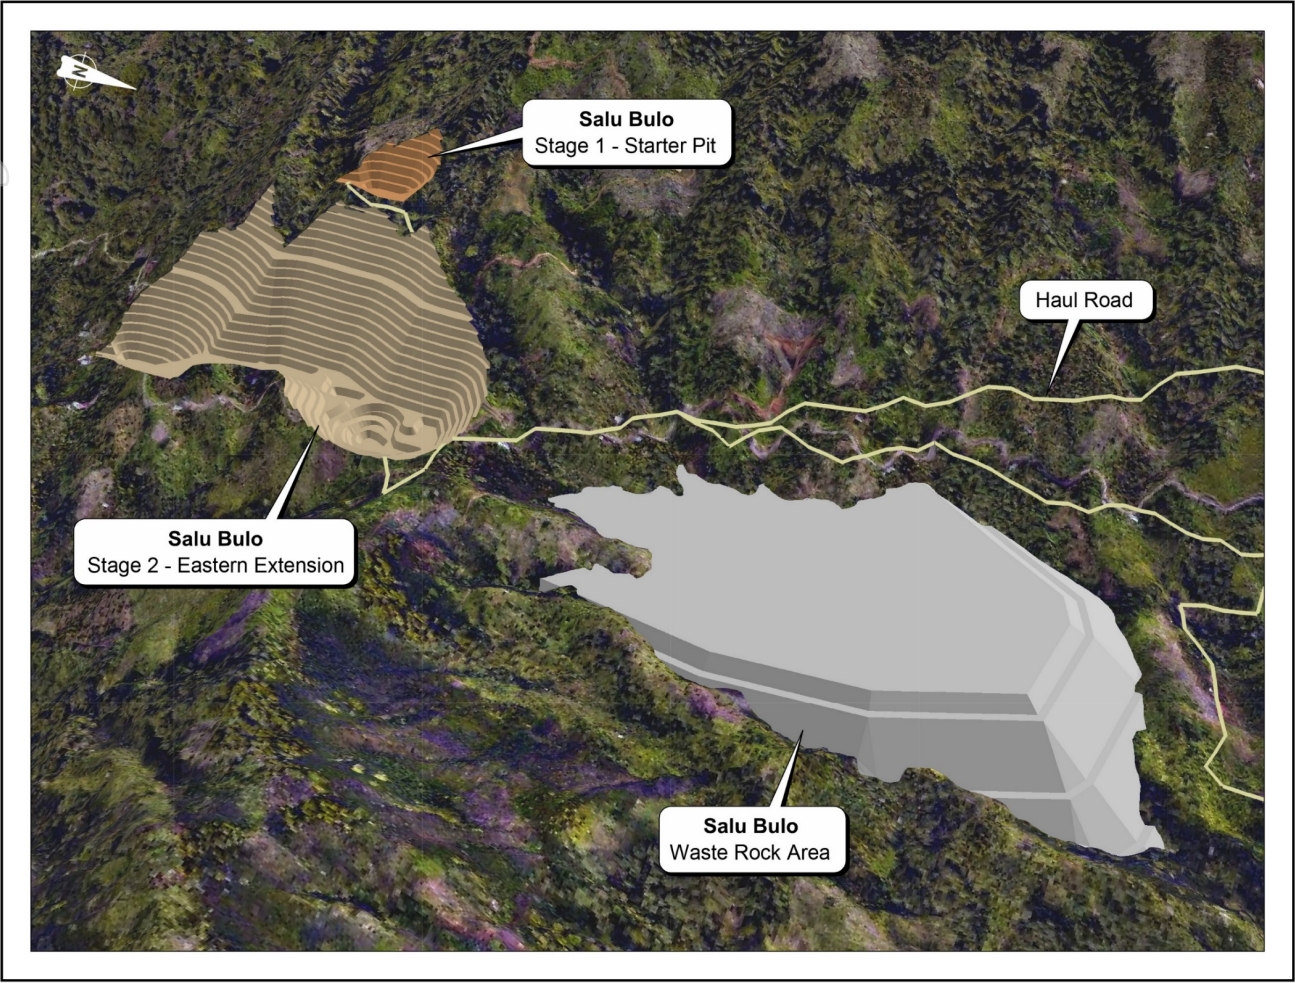 N
Salu Bulo
Stage 1 - Starter Pit
Haul Road
Salu Bulo
Stage 2 - Eastern Extension
Salu Bulo
Waste Rock Area